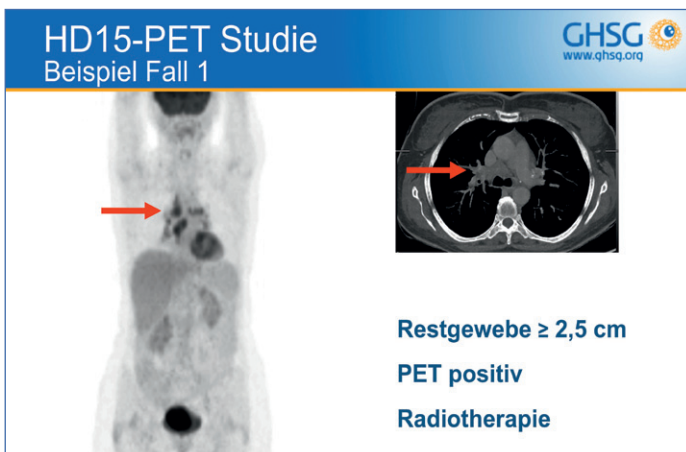 HD15-PET Studie
Beispiel Fall 1
GHSG
www.ghsg.org
Restgewebe ≥ 2,5 cm
PET positiv
Radiotherapie